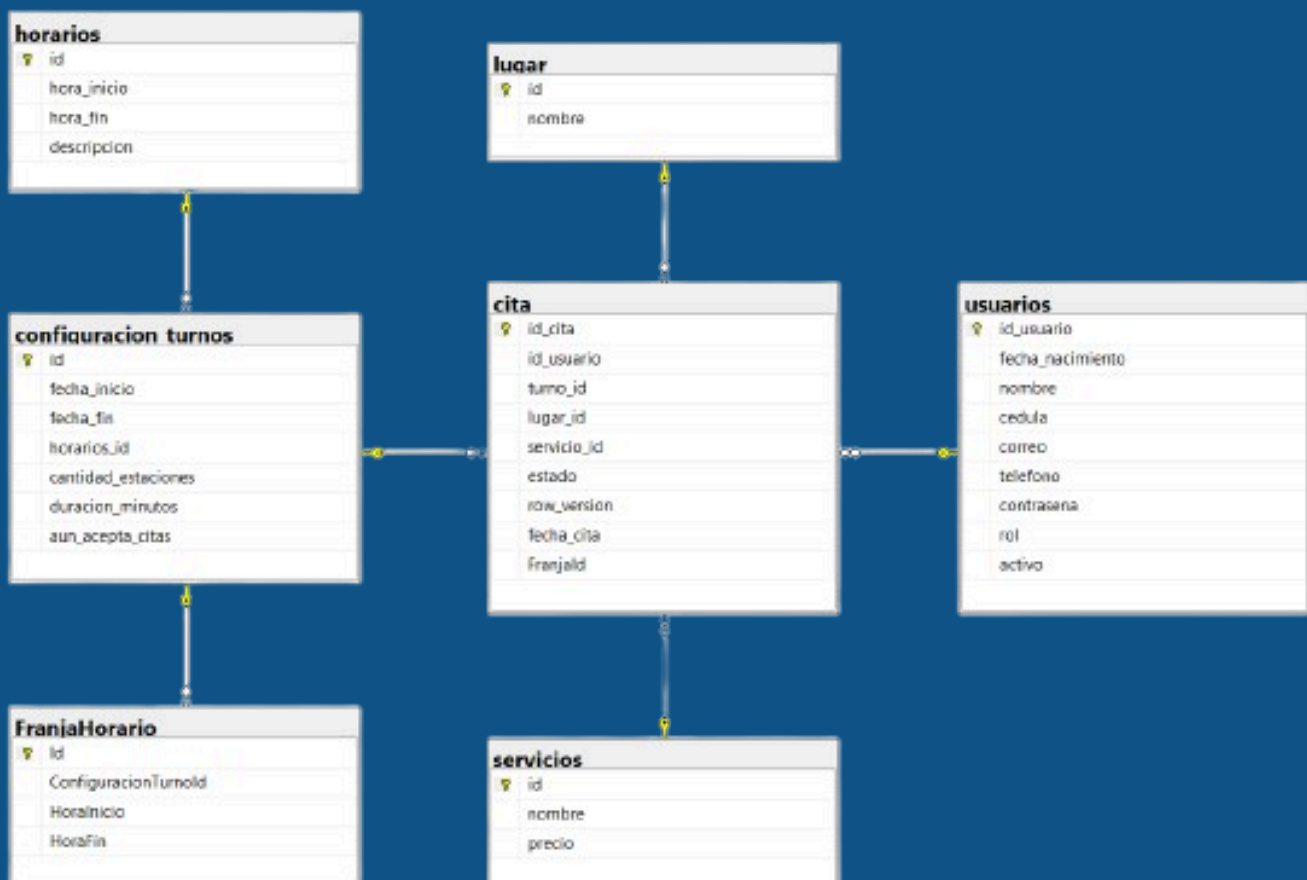 horarios
id
hora_inicio
hora_fin
descripcion
lugar
id
nombre
configuracion_turnos
id
fecha_inicio
fecha_fin
horarios_id
cantidad_estaciones
duracion_minutos
aun_acepta_citas
cita
id_cita
id_usuario
turno_id
lugar_id
servicio_id
estado
row_version
fecha_cita
FranjaId
usuarios
id_usuario
fecha_nacimiento
nombre
cedula
correo
telefono
contrasena
rol
activo
FranjaHorario
Id
ConfiguracionTurnoId
HoraInicio
HoraFin
servicios
id
nombre
precio